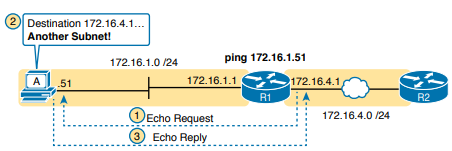 2
Destination 172.16.4.1...
Another Subnet!
172.16.1.0 /24
ping 172.16.1.51
A
.51
172.16.1.1
172.16.4.1
R1
R2
1 Echo Request
172.16.4.0 /24
3 Echo Reply